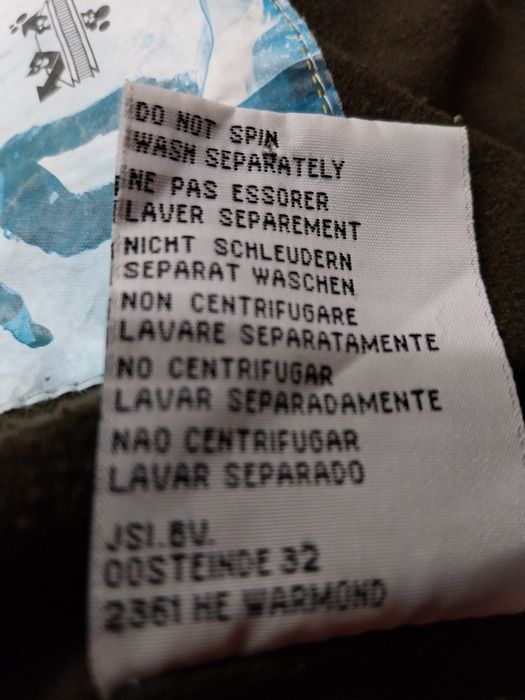 DO NOT SPIN
WASH SEPARATELY
NE PAS ESSORER
LAVER SEPAREMENT
NICHT SCHLEUDERN
SEPARAT WASCHEN
NON CENTRIFUGARE
LAVARE SEPARATAMENTE
NO CENTRIFUGAR
LAVAR SEPARADAMENTE
NAO CENTRIFUGAR
LAVAR SEPARADO
JSI.BV.
OOSTEINDE 32
2361 HE WARMOND